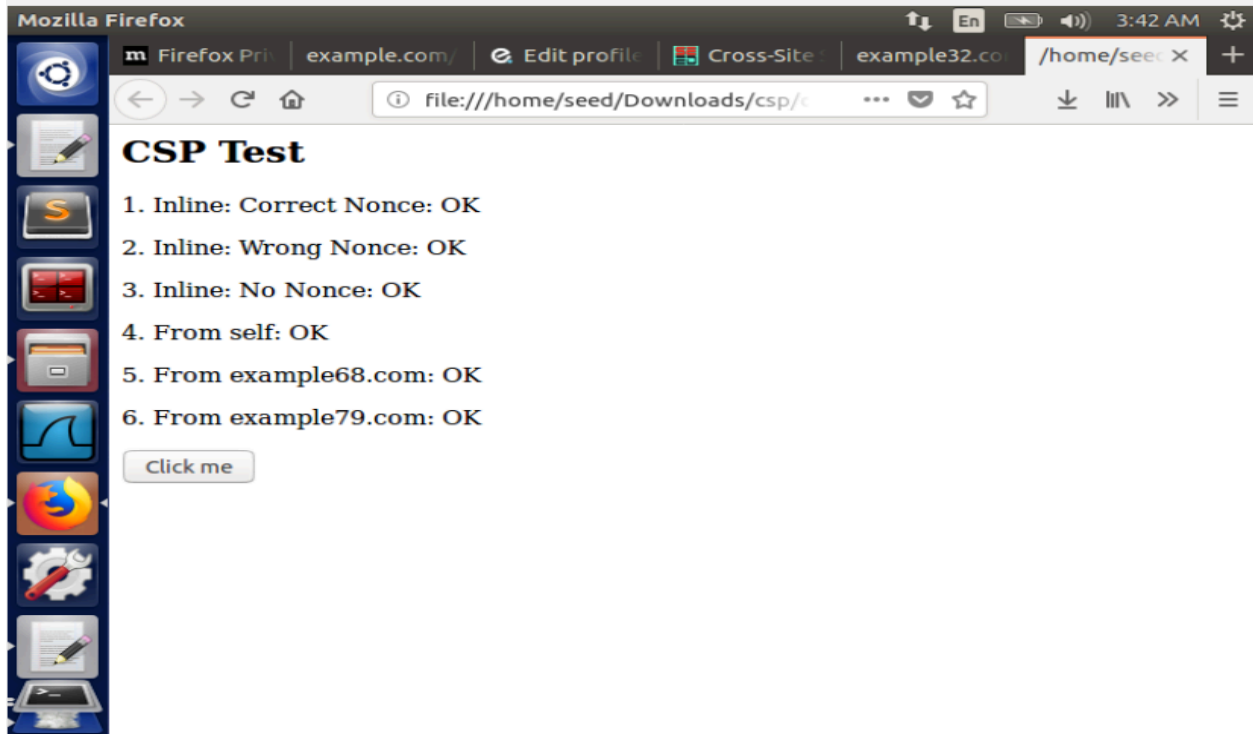 Mozilla Firefox En 3:42 AM
m Firefox Pri example.com/ Edit profile Cross-Site example32.co /home/seed
file:///home/seed/Downloads/csp/
CSP Test
1. Inline: Correct Nonce: OK
2. Inline: Wrong Nonce: OK
3. Inline: No Nonce: OK
4. From self: OK
5. From example68.com: OK
6. From example79.com: OK
Click me